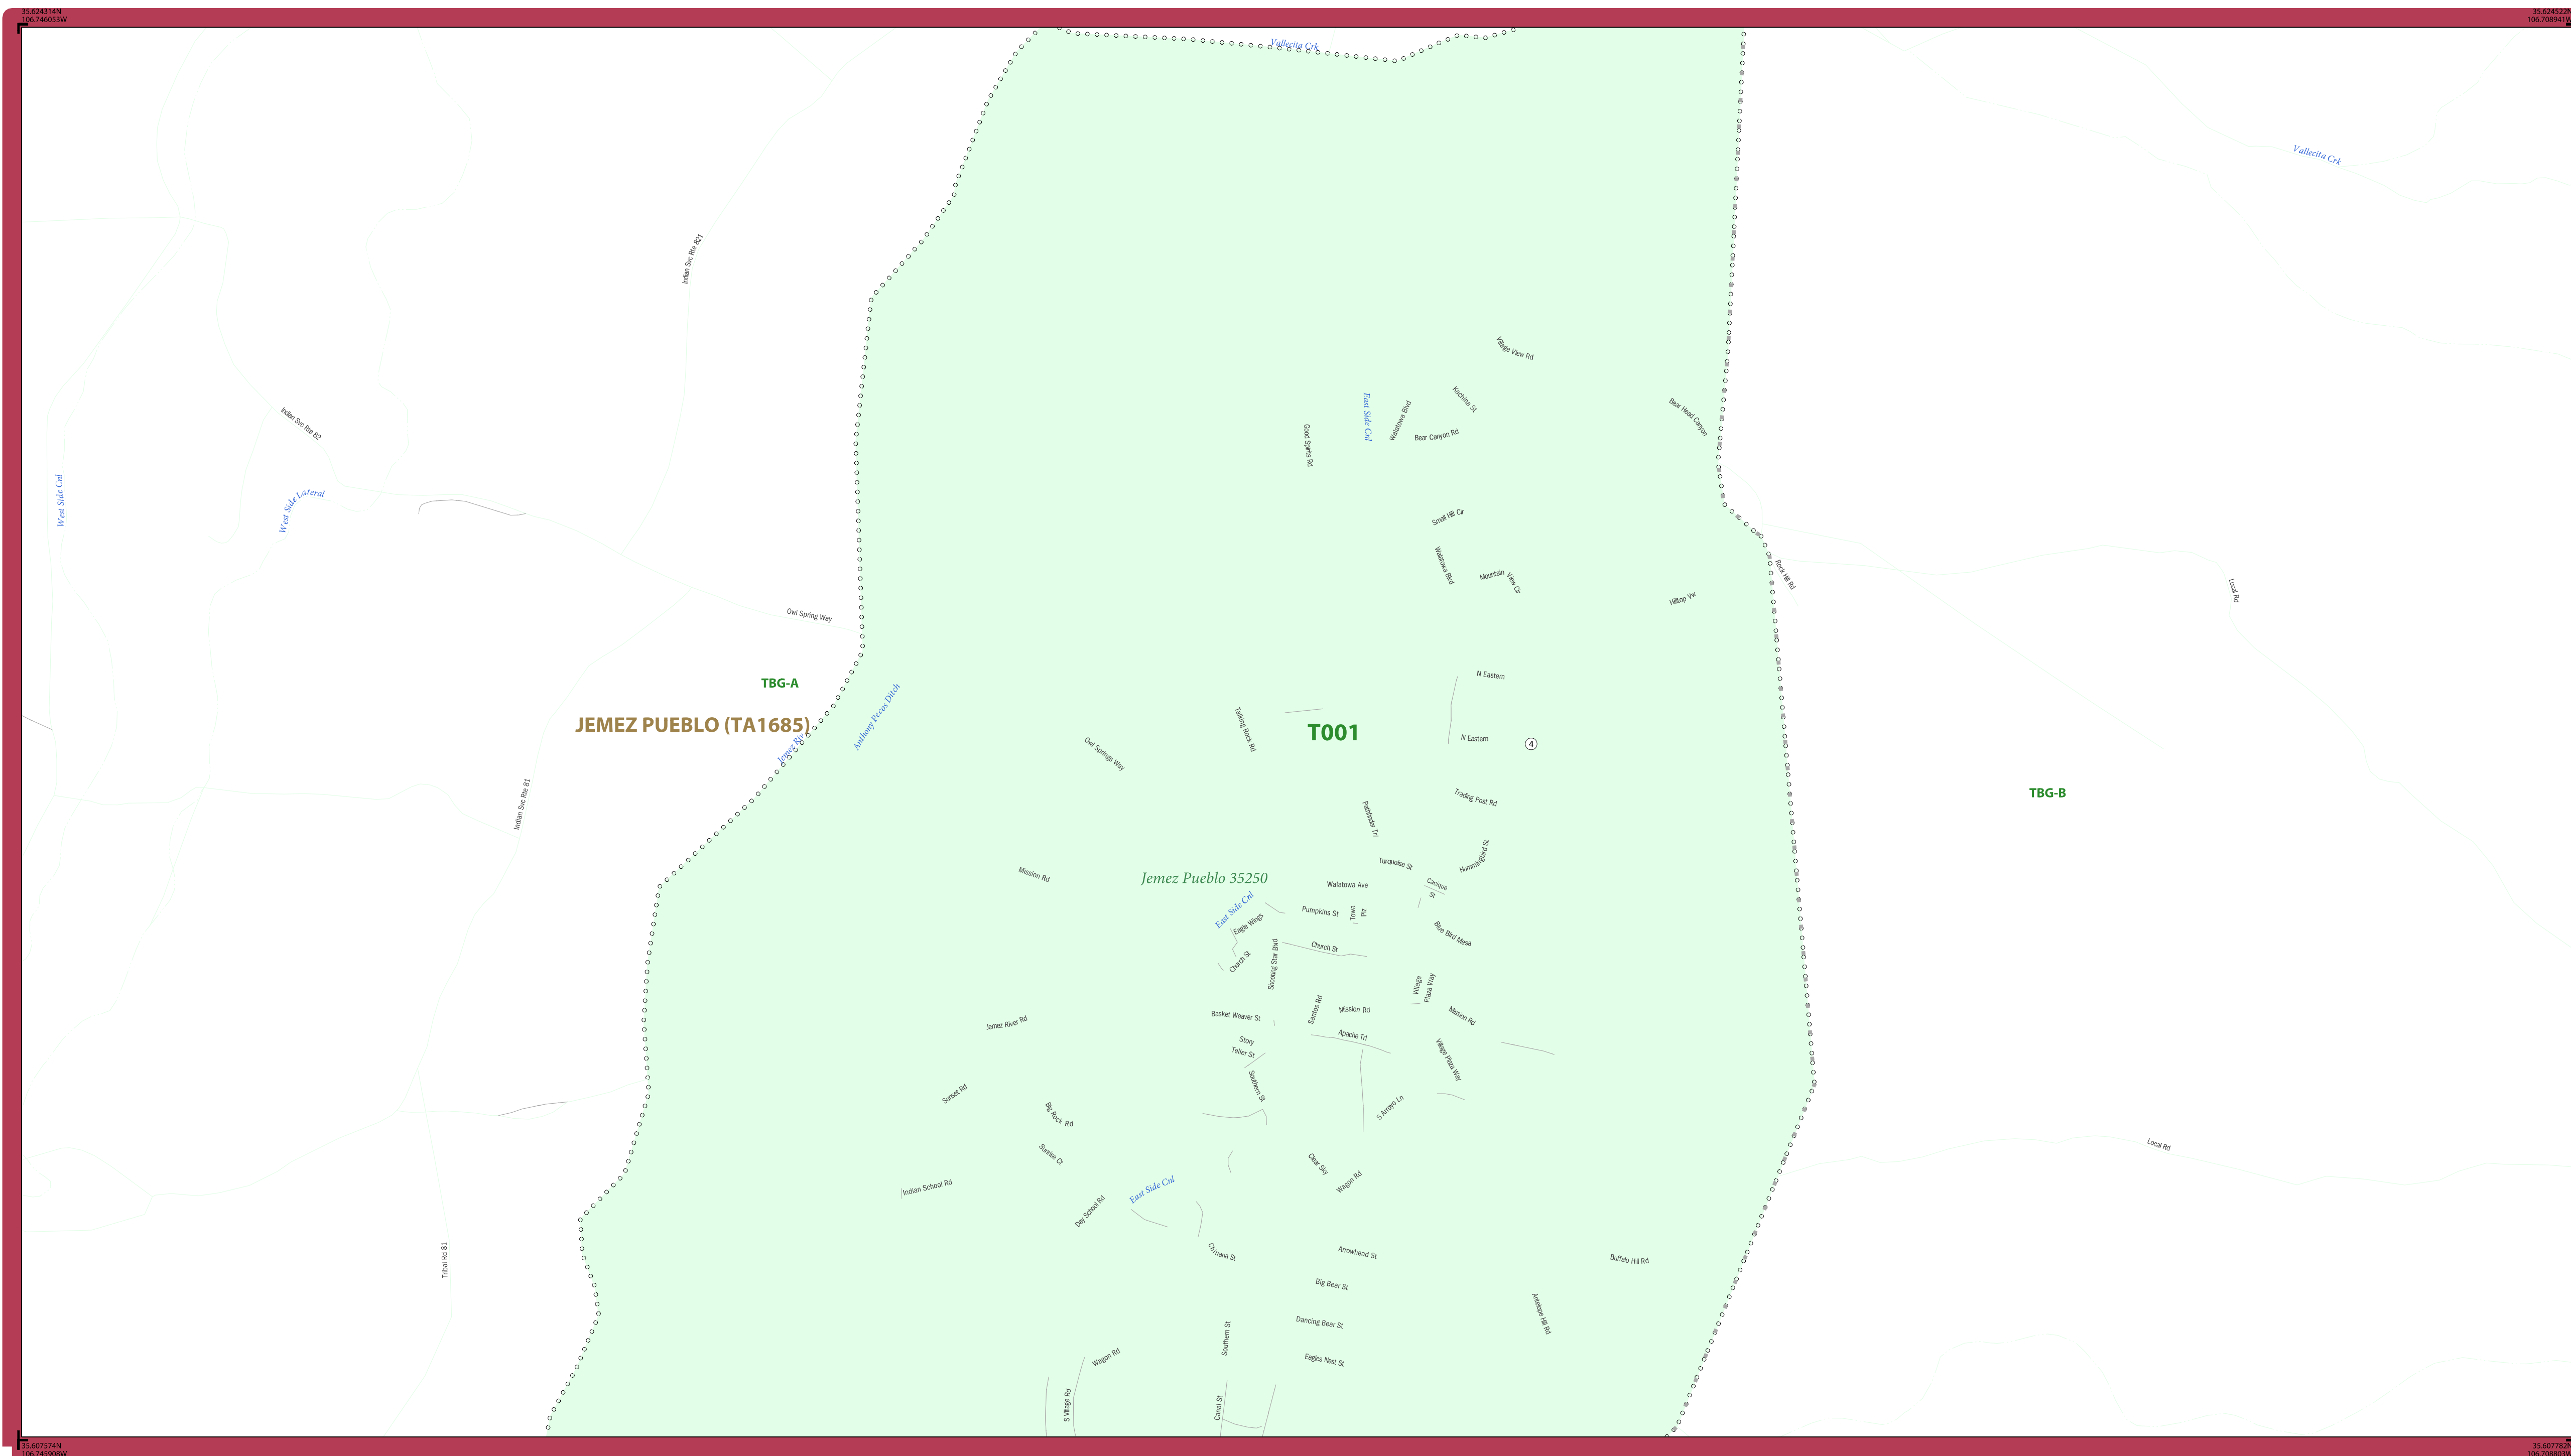 35.624314N
106.746053W
35.624522N
106.708941W
Vallecita Crk
Vallecita Crk
Indian Svc Rte 821
Village View Rd
Kachina St
East Side Cnl
Walatowa Blvd
Bear Canyon Rd
Bear Head Canyon
Good Spirits Rd
Indian Svc Rte 82
West Side Cnl
West Side Lateral
Small Hill Cir
Walatowa Blvd
Mountain View Cir
Rock Hill Rd
Local Rd
Hilltop Vw
Owl Spring Way
TBG-A
N Eastern
JEMEZ PUEBLO (TA1685)
Anthony Pecos Ditch
Jemez Riv
Talking Rock Rd
T001
N Eastern
4
Owl Springs Way
TBG-B
Indian Svc Rte 81
Trading Post Rd
Pathfinder Trl
Turquoise St
Hummingbird St
Mission Rd
Jemez Pueblo 35250
Walatowa Ave
Cacique
St
East Side Cnl
Eagle Wings
Pumpkins St
Towa
Plz
Blue Bird Mesa
Church St
Church St
Shooting Star Blvd
Village
Plaza Way
Santos Rd
Mission Rd
Mission Rd
Basket Weaver St
Jemez River Rd
Apache Trl
Story
Teller St
Village Plaza Way
Southern St
Sunset Rd
Big Rock Rd
S Arroyo Ln
Local Rd
Sunrise Ct
Clear Sky
Wagon Rd
Indian School Rd
East Side Cnl
Day School Rd
Tribal Rd 81
Chinana St
Arrowhead St
Buffalo Hill Rd
Big Bear St
Antelope Hill Rd
Dancing Bear St
Southern St
Wagon Rd
Eagles Nest St
S Village Rd
Canal St
35.607574N
106.745908W
35.607782N
106.708803W